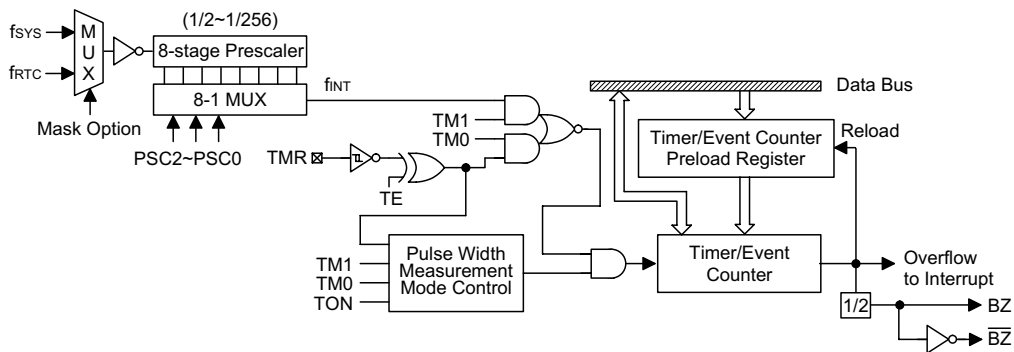 (1/2~1/256)
fSYS
MUX
8-stage Prescaler
fRTC
8-1 MUX
fINT
Mask Option
PSC2~PSC0
TM1
TM0
TMR
TE
Data Bus
Timer/Event Counter
Preload Register
Reload
Pulse Width
Measurement
Mode Control
TM1
TM0
TON
Timer/Event
Counter
Overflow
to Interrupt
1/2
BZ
B̅Z̅